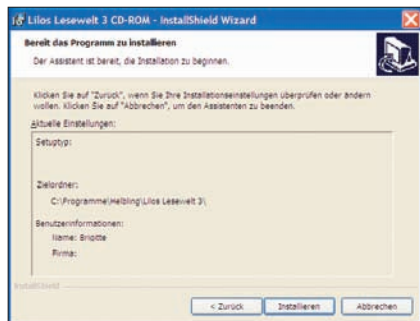 Lilos Lesewelt 3 CD-ROM - InstallShield Wizard
Bereit das Programm zu installieren
Der Assistent ist bereit, die Installation zu beginnen.
Klicken Sie auf "Zurück", wenn Sie Ihre Installationseinstellungen überprüfen oder ändern
wollen. Klicken Sie auf "Abbrechen", um den Assistenten zu beenden.
Aktuelle Einstellungen:
Setuptyp:
Zielordner:
C:\Programme\Helbling\Lilos Lesewelt 3\
Benutzerinformationen:
Name: Brigitte
Firma:
InstallShield
< Zurück
Installieren
Abbrechen